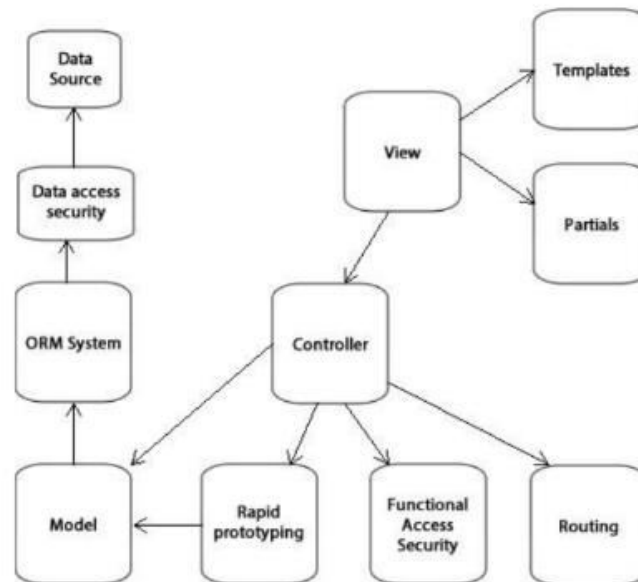 Data
Source
Templates
View
Data access
security
Partials
ORM System
Controller
Model
Rapid
prototyping
Functional
Access
Security
Routing